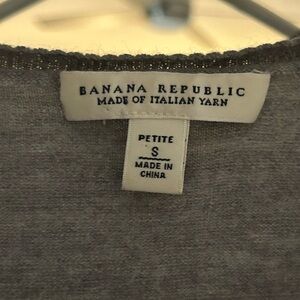 BANANA REPUBLIC
MADE OF ITALIAN YARN
PETITE
S
MADE IN
CHINA